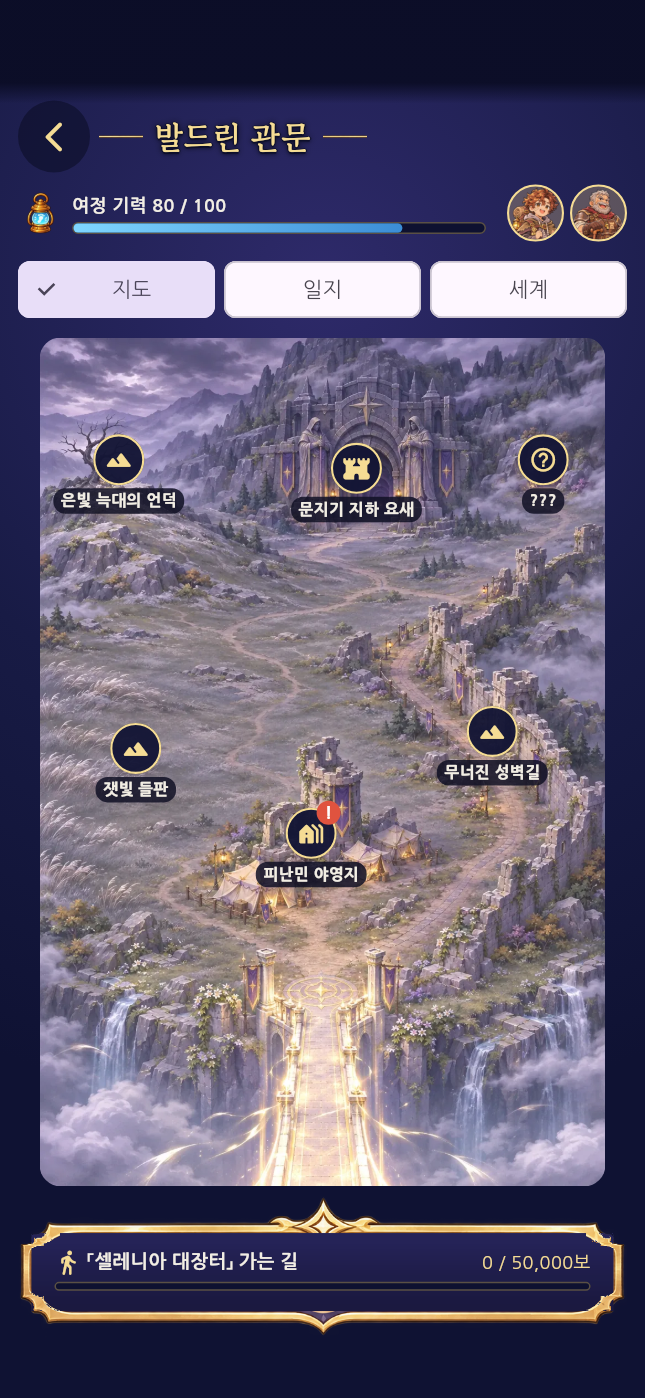 발드린 관문
여정 기력 80 / 100
지도
일지
세계
은빛 늑대의 언덕
문지기 지하 요새
???
잿빛 들판
무너진 성벽길
피난민 야영지
「셀레니아 대장터」 가는 길
0 / 50,000보